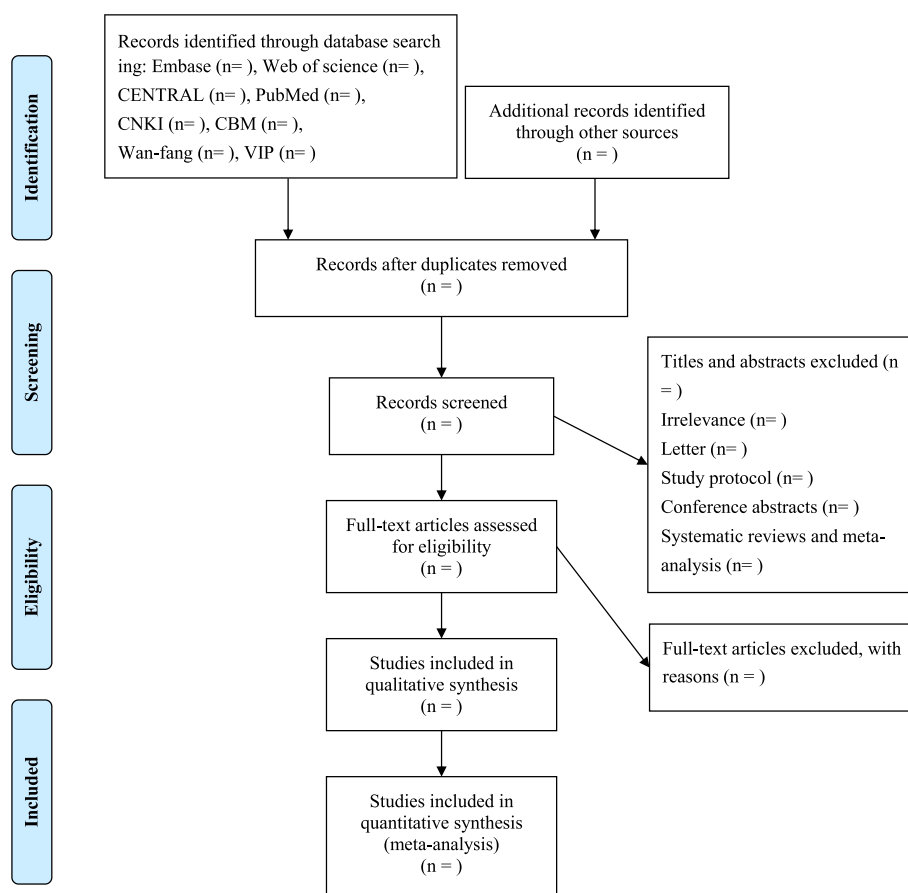 Identification
Records identified through database search
ing: Embase (n= ), Web of science (n= ),
CENTRAL (n= ), PubMed (n= ),
CNKI (n= ), CBM (n= ),
Wan-fang (n= ), VIP (n= )
Additional records identified
through other sources
(n = )
Records after duplicates removed
(n = )
Screening
Records screened
(n = )
Titles and abstracts excluded (n
= )
Irrelevance (n= )
Letter (n= )
Study protocol (n= )
Conference abstracts (n= )
Systematic reviews and meta-
analysis (n= )
Eligibility
Full-text articles assessed
for eligibility
(n = )
Full-text articles excluded, with
reasons (n = )
Studies included in
qualitative synthesis
(n = )
Included
Studies included in
quantitative synthesis
(meta-analysis)
(n = )